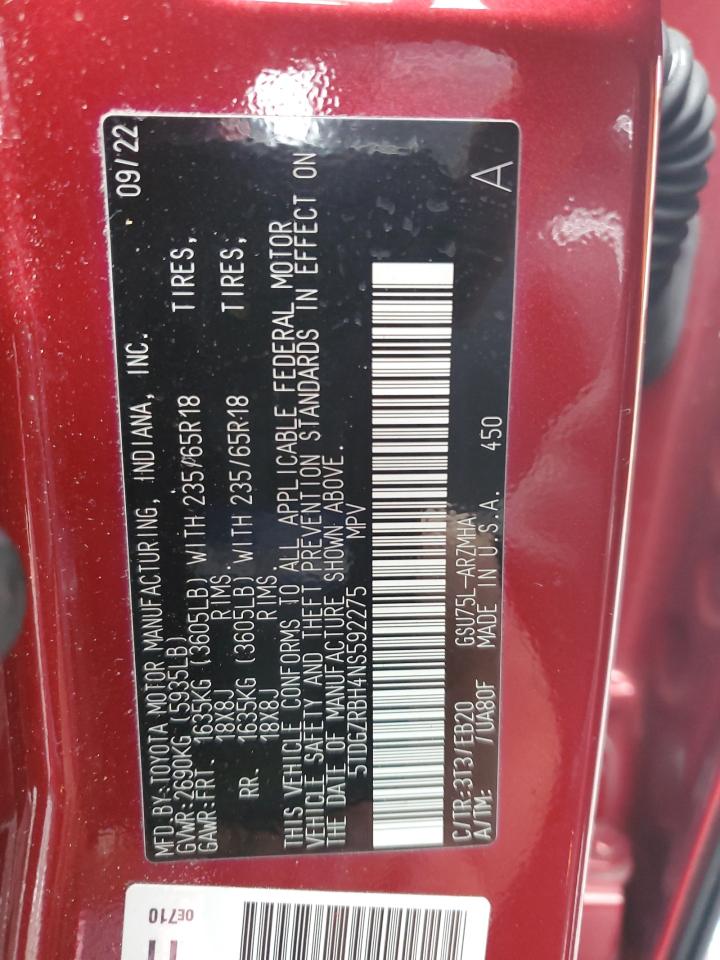 09/22
MFD.BY:TOYOTA MOTOR MANUFACTURING, INDIANA, INC.
GVWR:2690KG (5935LB)
GAWR:FRT. 1635KG (3605LB) WITH 235/65R18 TIRES,
18X8J RIMS
RR. 1635KG (3605LB) WITH 235/65R18 TIRES,
18X8J RIMS
THIS VEHICLE CONFORMS TO ALL APPLICABLE FEDERAL MOTOR
VEHICLE SAFETY AND THEFT PREVENTION STANDARDS IN EFFECT ON
THE DATE OF MANUFACTURE SHOWN ABOVE.
5TDGZRBH4NS592275 MPV
A
C/TR:3T3/EB20 GSU75L-ARZMHA
A/TM: /UA80F MADE IN U.S.A. 450
0E710